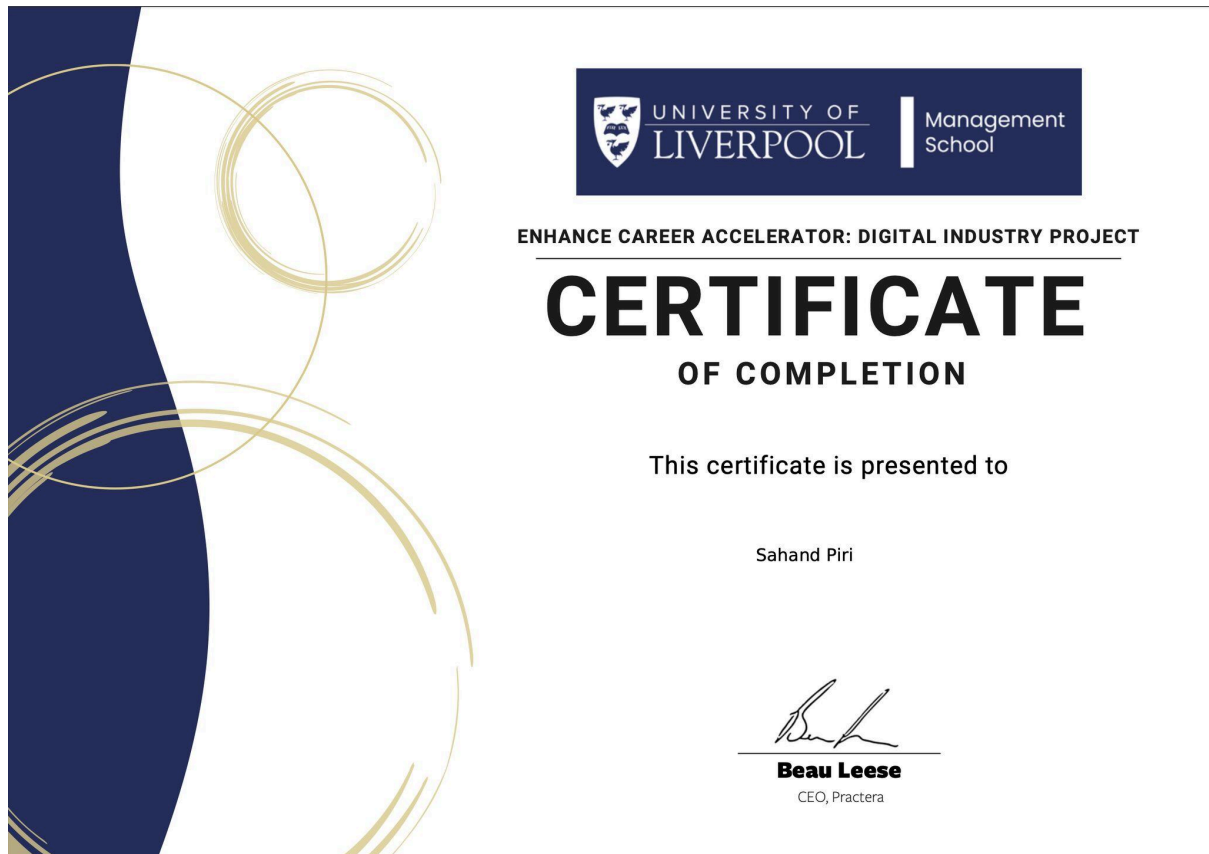 UNIVERSITY OF
LIVERPOOL
Management
School
ENHANCE CAREER ACCELERATOR: DIGITAL INDUSTRY PROJECT
CERTIFICATE
OF COMPLETION
This certificate is presented to
Sahand Piri
Beau Leese
CEO, Practera